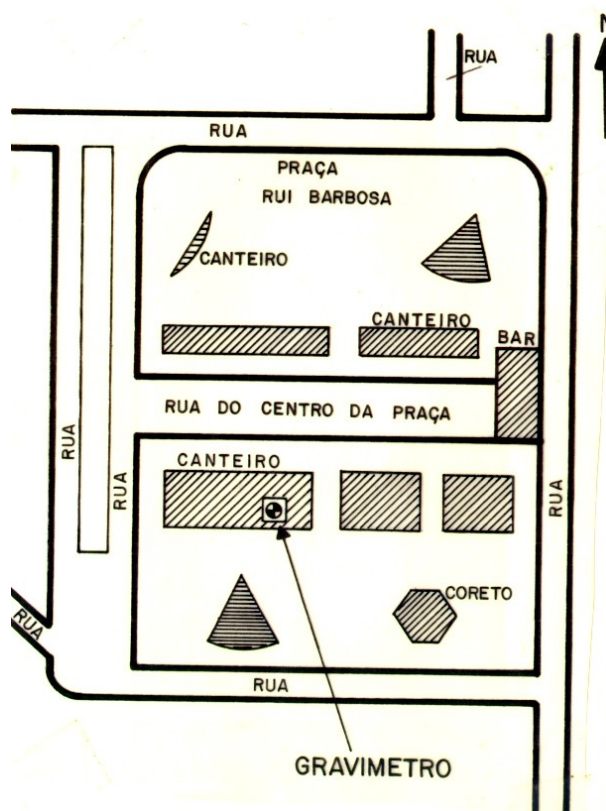 N
RUA
RUA
PRAÇA
RUI BARBOSA
CANTEIRO
CANTEIRO
BAR
RUA DO CENTRO DA PRAÇA
RUA
CANTEIRO
RUA
RUA
CORETO
RUA
RUA
GRAVIMETRO